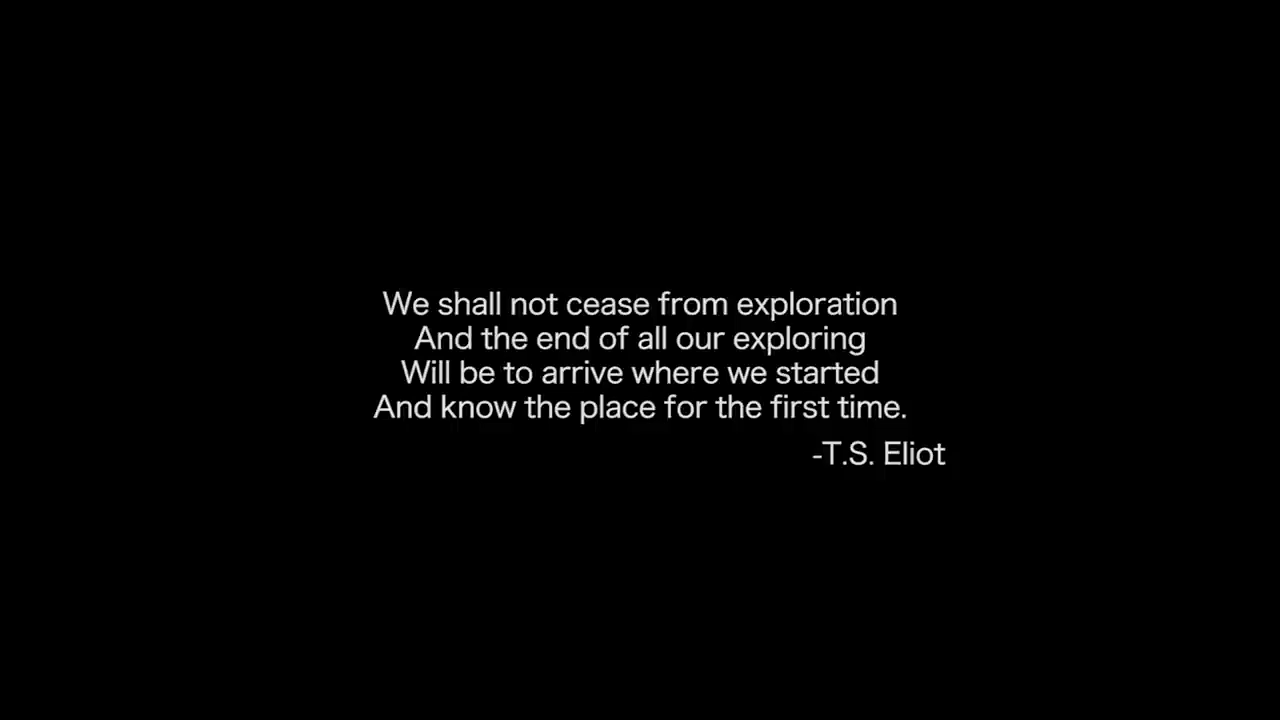 We shall not cease from exploration
And the end of all our exploring
Will be to arrive where we started
And know the place for the first time.
-T.S. Eliot